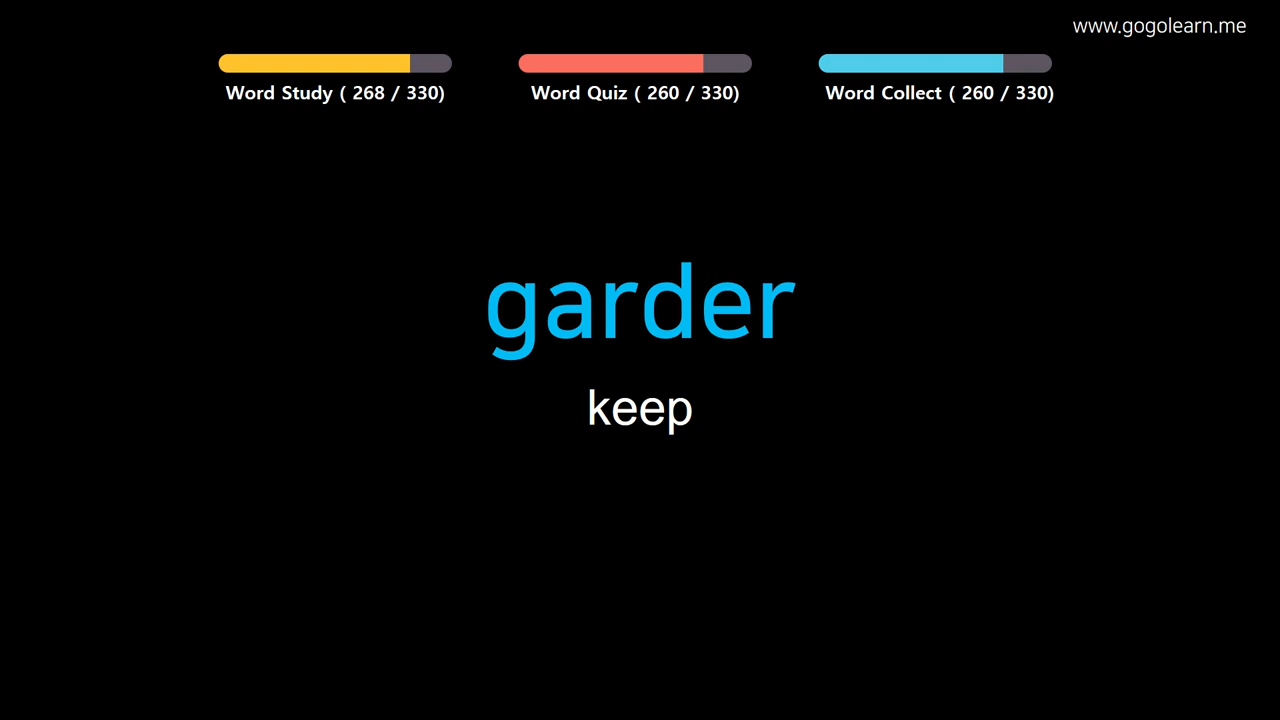 www.gogolearn.me
Word Study ( 268 / 330)
Word Quiz ( 260 / 330)
Word Collect ( 260 / 330)
garder
keep